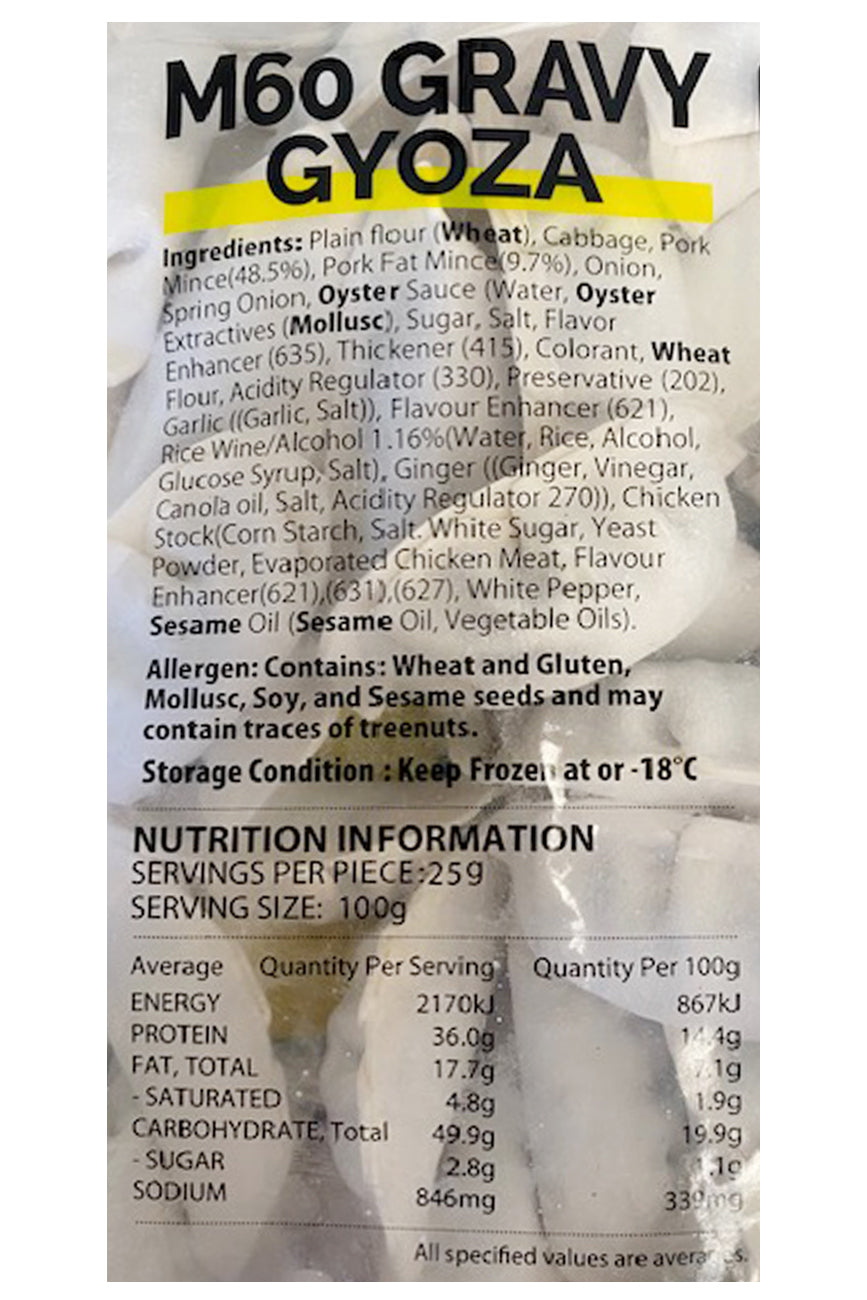 M60 GRAVY
GYOZA
Ingredients: Plain flour (Wheat), Cabbage, Pork
Mince(48.5%), Pork Fat Mince(9.7%), Onion,
Spring Onion, Oyster Sauce (Water, Oyster
Extractives (Mollusc), Sugar, Salt, Flavor
Enhancer (635), Thickener (415), Colorant, Wheat
Flour, Acidity Regulator (330), Preservative (202),
Garlic ((Garlic, Salt)), Flavour Enhancer (621),
Rice Wine/Alcohol 1.16%(Water, Rice, Alcohol,
Glucose Syrup, Salt), Ginger ((Ginger, Vinegar,
Canola oil, Salt, Acidity Regulator 270)), Chicken
Stock(Corn Starch, Salt. White Sugar, Yeast
Powder, Evaporated Chicken Meat, Flavour
Enhancer(621),(631),(627), White Pepper,
Sesame Oil (Sesame Oil, Vegetable Oils).
Allergen: Contains: Wheat and Gluten,
Mollusc, Soy, and Sesame seeds and may
contain traces of treenuts.
Storage Condition : Keep Frozen at or -18°C
NUTRITION INFORMATION
SERVINGS PER PIECE:25g
SERVING SIZE: 100g
Average Quantity Per Serving Quantity Per 100g
ENERGY 2170kJ 867kJ
PROTEIN 36.0g 14.4g
FAT, TOTAL 17.7g 7.1g
- SATURATED 4.8g 1.9g
CARBOHYDRATE, Total 49.9g 19.9g
- SUGAR 2.8g 1.1g
SODIUM 846mg 339mg
All specified values are averages.